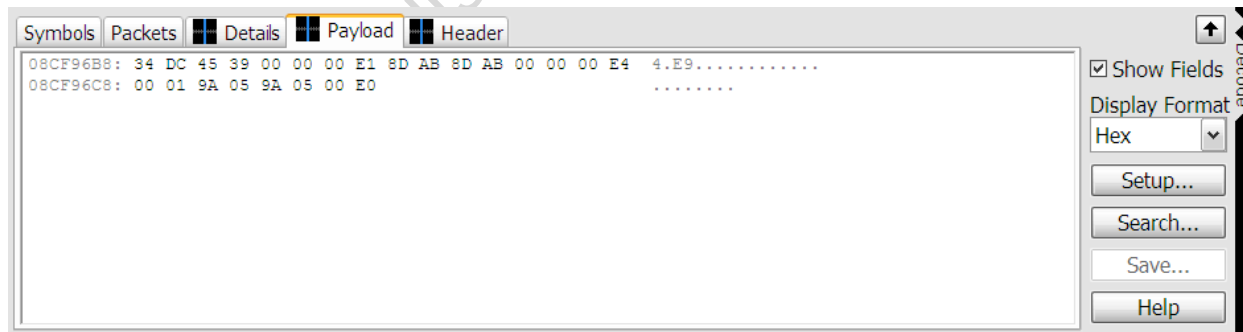 Symbols Packets Details Payload Header
08CF96B8: 34 DC 45 39 00 00 00 E1 8D AB 8D AB 00 00 00 E4 4.E9............
08CF96C8: 00 01 9A 05 9A 05 00 E0 ........
Show Fields
Display Format
Hex
Setup...
Search...
Save...
Help
Decode